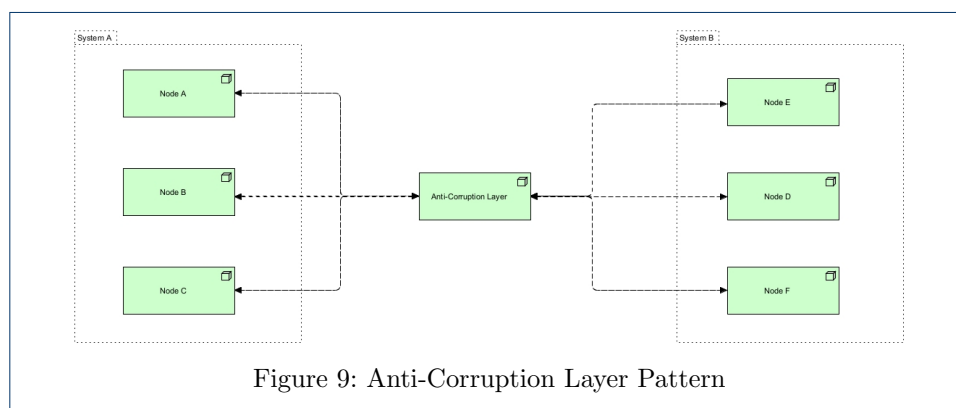 System A
Node A
Node B
Node C
Anti-Corruption Layer
System B
Node E
Node D
Node F
Figure 9: Anti-Corruption Layer Pattern